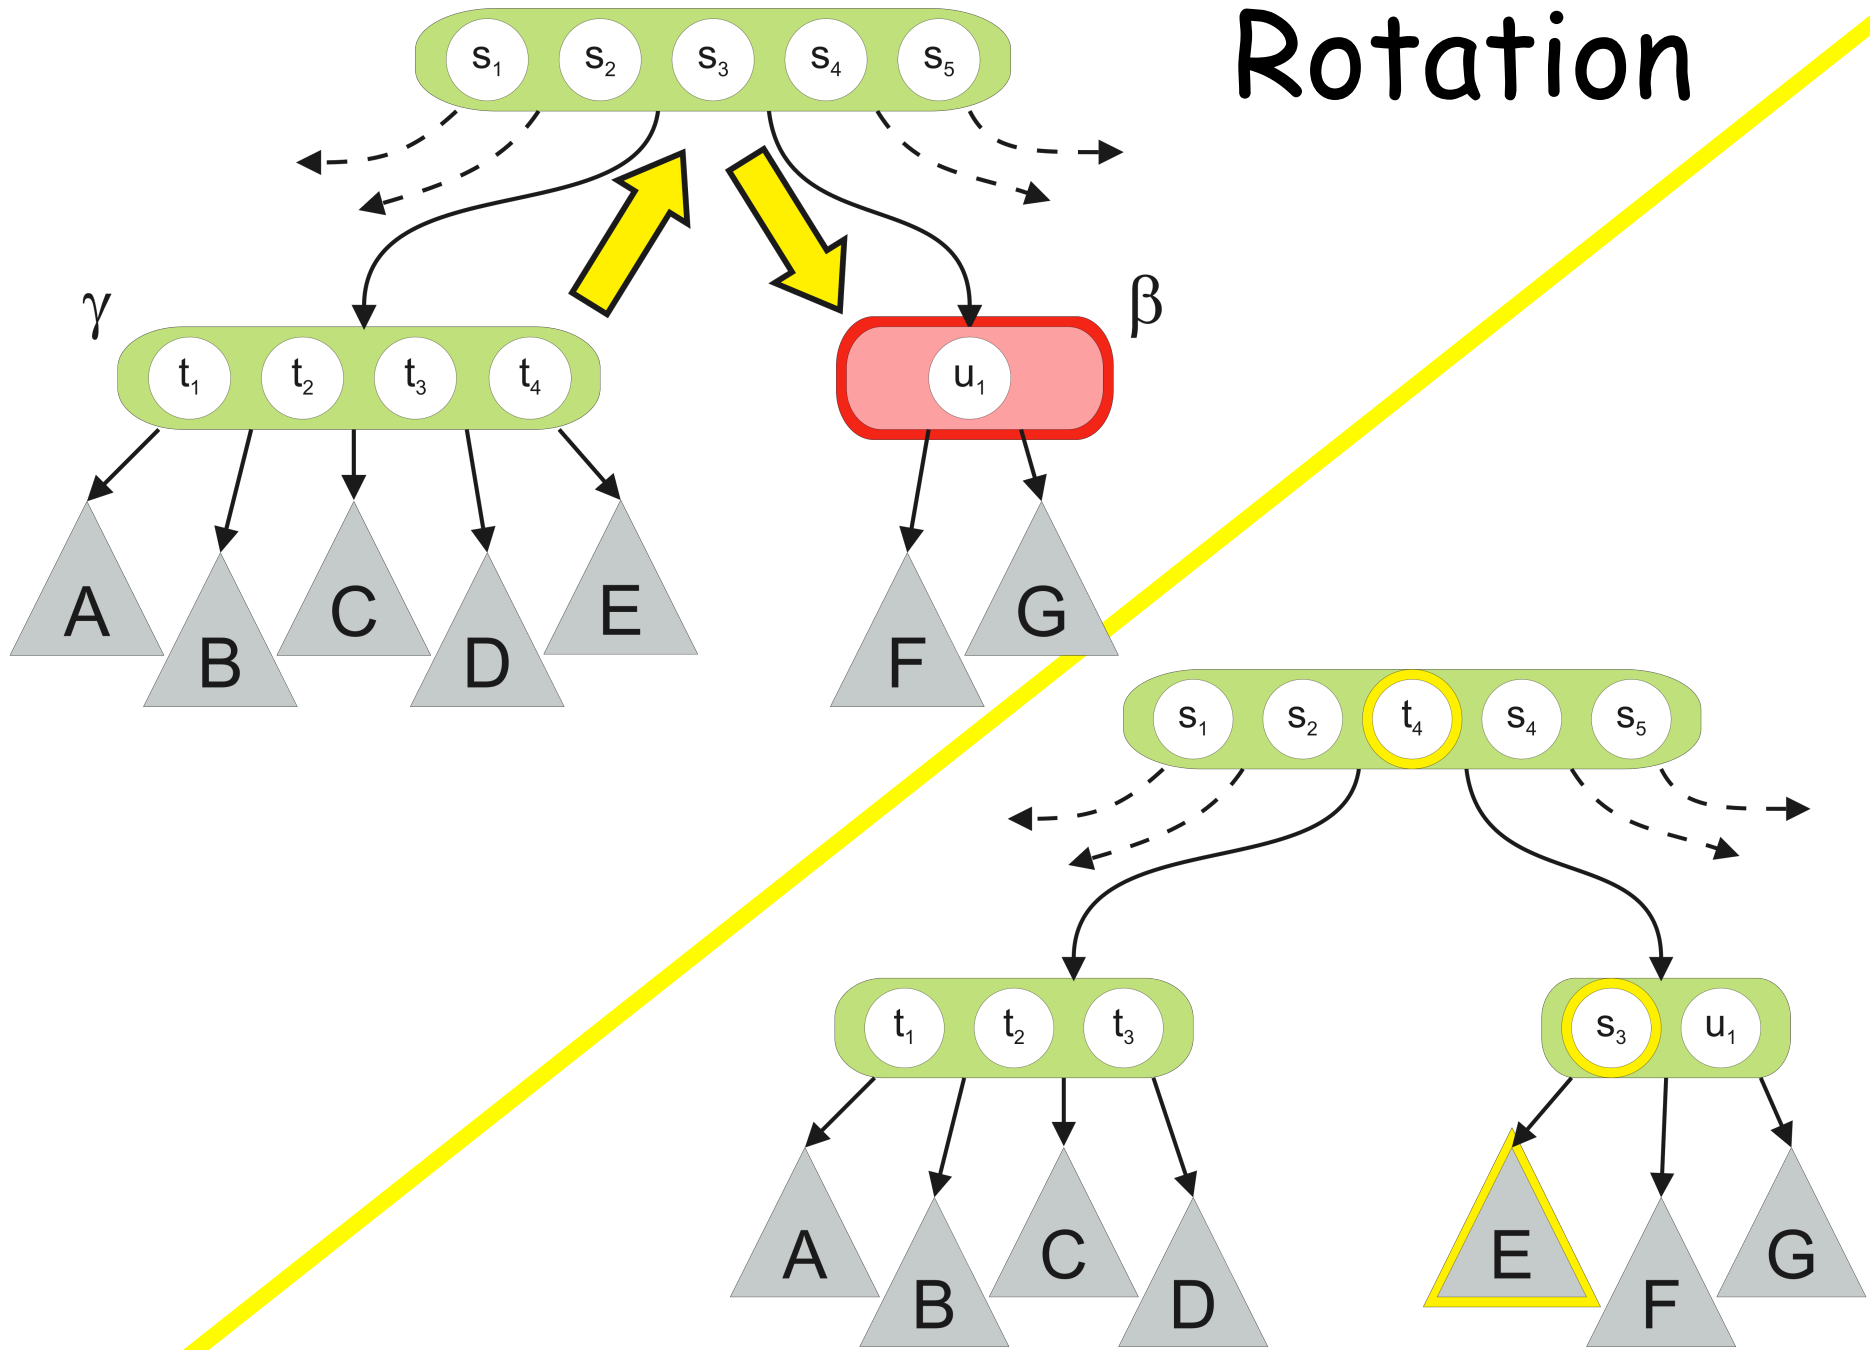 Rotation
s₁ s₂ s₃ s₄ s₅
γ
β
t₁ t₂ t₃ t₄
u₁
A B C D E
F G
s₁ s₂ t₄ s₄ s₅
t₁ t₂ t₃
s₃ u₁
A B C D
E F G